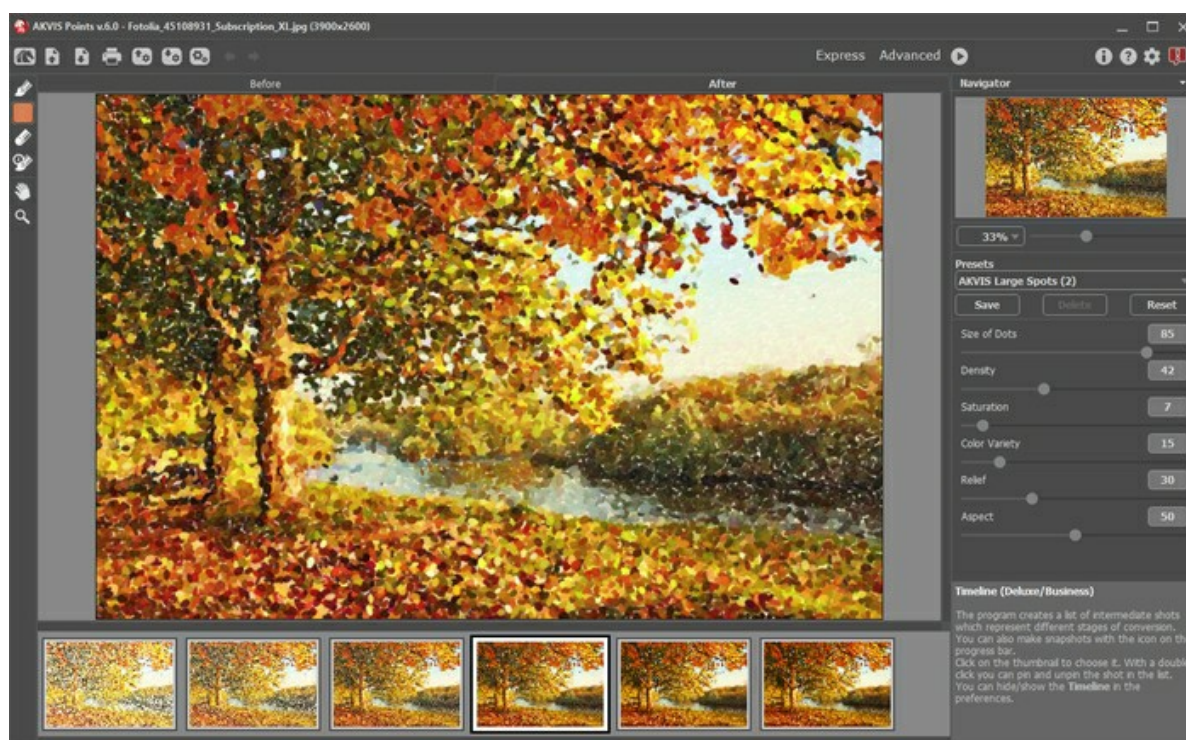 AKVIS Points v.6.0 - Fotolia_45108931_Subscription_XL.jpg (3900x2600)
Express Advanced
Before
After
Navigator
33%
Presets
AKVIS Large Spots (2)
Save Delete Reset
Size of Dots 85
Density 42
Saturation 7
Color Variety 15
Relief 30
Aspect 50
Timeline (Deluxe/Business)
The program creates a list of intermediate shots
which represent different stages of conversion.
You can also make snapshots with the icon on th
progress bar.
Click on the thumbnail to choose it. With a doubl
click you can pin and unpin the shot in the list.
You can hide/show the Timeline in the
preferences.